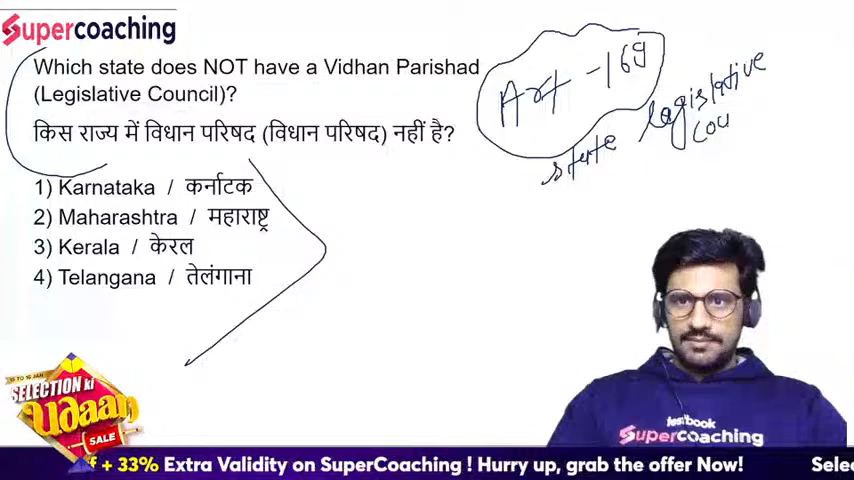 Supercoaching
Which state does NOT have a Vidhan Parishad
(Legislative Council)?
किस राज्य में विधान परिषद (विधान परिषद) नहीं है?
1) Karnataka / कर्नाटक
2) Maharashtra / महाराष्ट्र
3) Kerala / केरल
4) Telangana / तेलंगाना
Art - 169
state legislative
cou
SELECTION ki
Udaan
SALE
testbook
Supercoaching
f + 33% Extra Validity on SuperCoaching ! Hurry up, grab the offer Now!
Sele